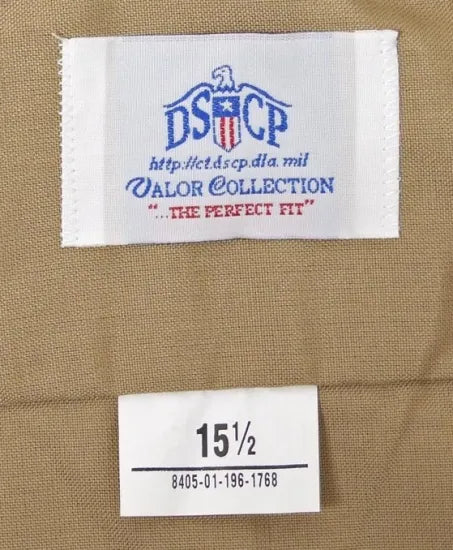 DSCP
http://ct.dscp.dla.mil
VALOR COLLECTION
"...THE PERFECT FIT"
15½
8405-01-196-1768